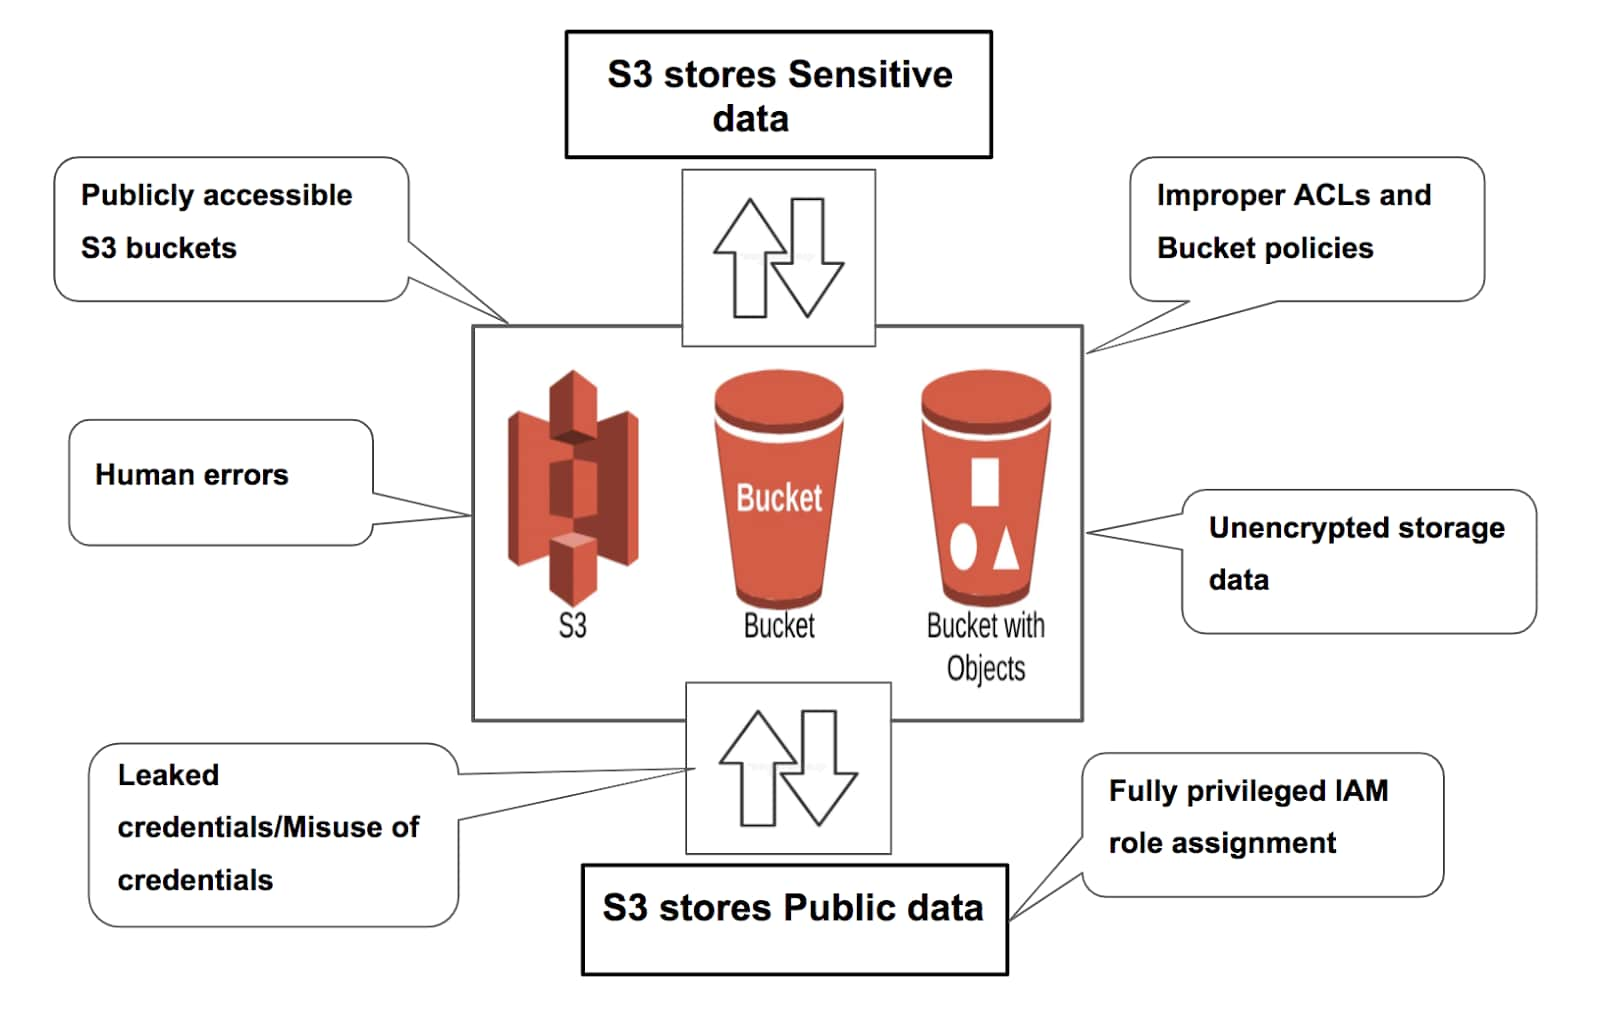 S3 stores Sensitive
data
Publicly accessible
S3 buckets
Improper ACLs and
Bucket policies
Human errors
Bucket
S3
Bucket
Bucket with
Objects
Unencrypted storage
data
Leaked
credentials/Misuse of
credentials
Fully privileged IAM
role assignment
S3 stores Public data